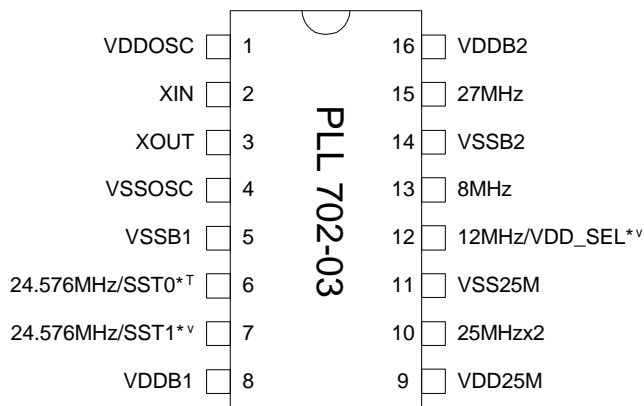 VDDOSC 1 16 VDDB2
XIN 2 15 27MHz
XOUT 3 14 VSSB2
VSSOSC 4 13 8MHz
VSSB1 5 12 12MHz/VDD_SEL*ᵛ
24.576MHz/SST0*ᵀ 6 11 VSS25M
24.576MHz/SST1*ᵛ 7 10 25MHzx2
VDDB1 8 9 VDD25M
PLL 702-03